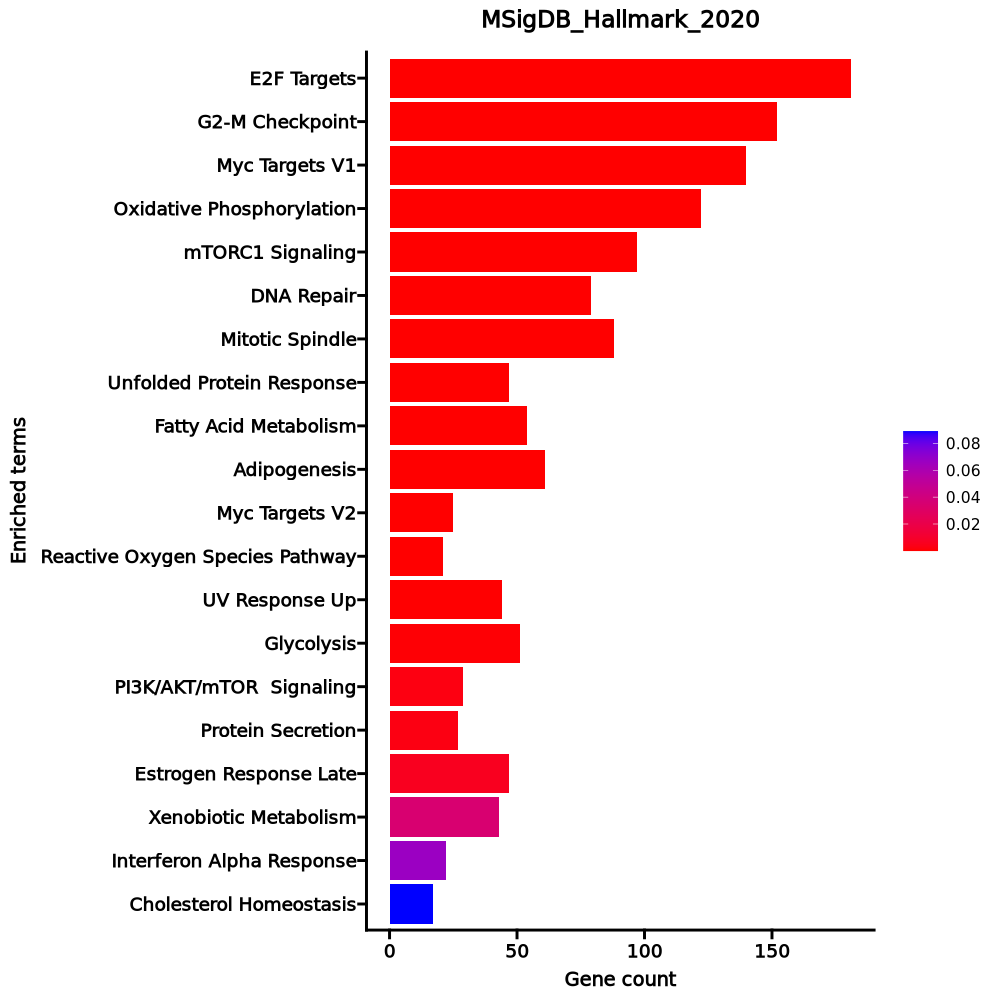 MSigDB_Hallmark_2020
E2F Targets
G2-M Checkpoint
Myc Targets V1
Oxidative Phosphorylation
mTORC1 Signaling
DNA Repair
Mitotic Spindle
Unfolded Protein Response
Fatty Acid Metabolism
Adipogenesis
Myc Targets V2
Reactive Oxygen Species Pathway
UV Response Up
Glycolysis
PI3K/AKT/mTOR  Signaling
Protein Secretion
Estrogen Response Late
Xenobiotic Metabolism
Interferon Alpha Response
Cholesterol Homeostasis
Enriched terms
0 50 100 150
Gene count
0.08
0.06
0.04
0.02